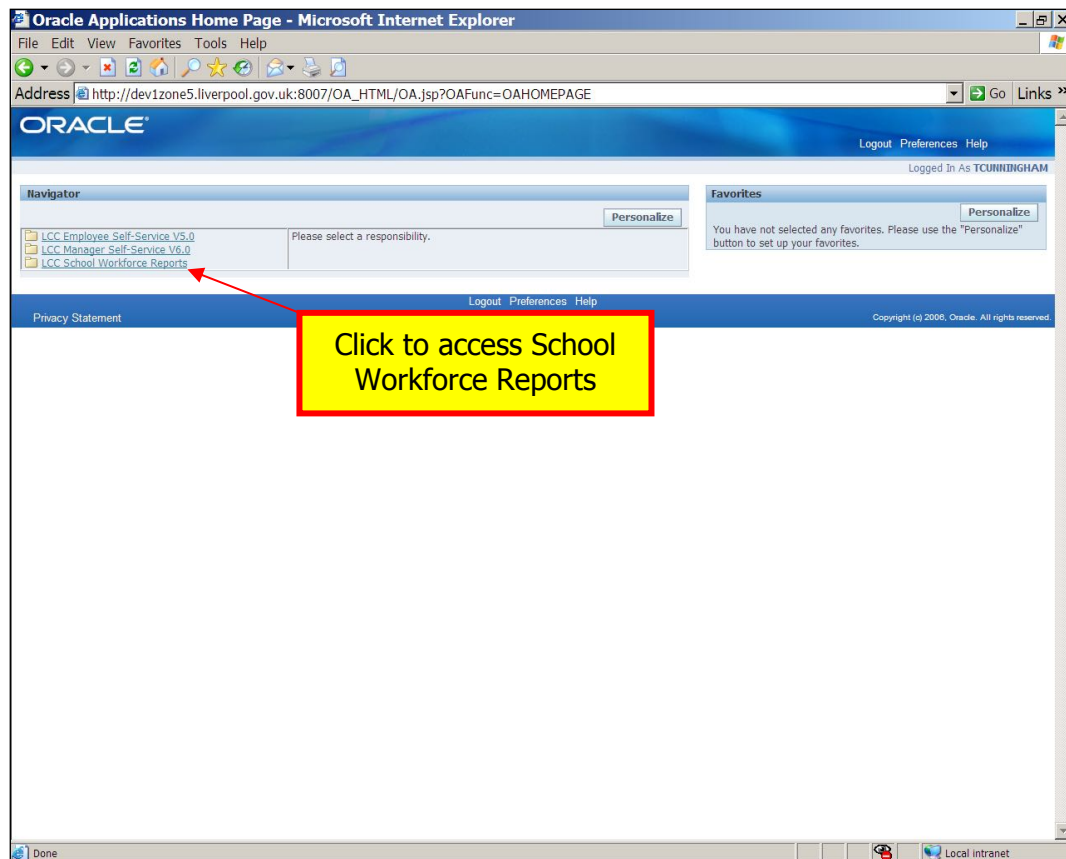 Oracle Applications Home Page - Microsoft Internet Explorer
File Edit View Favorites Tools Help
Address http://dev1zone5.liverpool.gov.uk:8007/OA_HTML/OA.jsp?OAFunc=OAHOMEPAGE Go Links »
ORACLE®
Logout Preferences Help
Logged In As TCUNNINGHAM
Navigator
Personalize
LCC Employee Self-Service V5.0
LCC Manager Self-Service V6.0
LCC School Workforce Reports
Please select a responsibility.
Favorites
Personalize
You have not selected any favorites. Please use the "Personalize"
button to set up your favorites.
Logout Preferences Help
Privacy Statement
Copyright (c) 2006, Oracle. All rights reserved.
Click to access School
Workforce Reports
Done
Local intranet